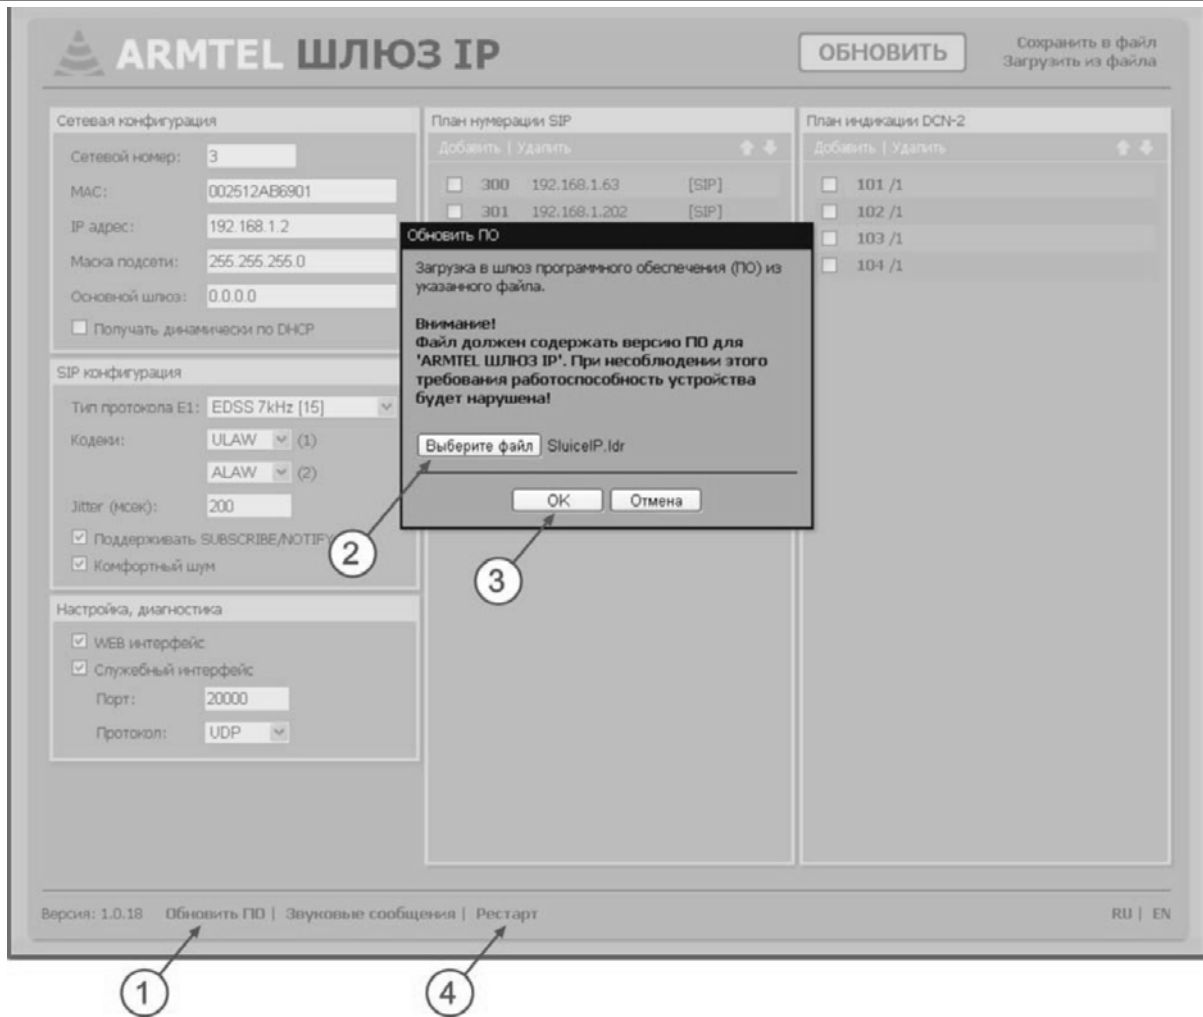 ARMTEL ШЛЮЗ IP
ОБНОВИТЬ
Сохранить в файл
Загрузить из файла
Сетевая конфигурация
Сетевой номер: 3
MAC: 002512AB6901
IP адрес: 192.168.1.2
Маска подсети: 255.255.255.0
Основной шлюз: 0.0.0.0
Получать динамически по DHCP
SIP конфигурация
Тип протокола E1: EDSS 7kHz [15]
Кодеки: ULAW (1)
ALAW (2)
Jitter (мсек): 200
Поддерживать SUBSCRIBE/NOTIFY
Комфортный шум
Настройка, диагностика
WEB интерфейс
Служебный интерфейс
Порт: 20000
Протокол: UDP
План нумерации SIP
Добавить | Удалить
300 192.168.1.63 [SIP]
301 192.168.1.202 [SIP]
План индикации DCN-2
Добавить | Удалить
101 /1
102 /1
103 /1
104 /1
Обновить ПО
Загрузка в шлюз программного обеспечения (ПО) из
указанного файла.
Внимание!
Файл должен содержать версию ПО для
'ARMTEL ШЛЮЗ IP'. При несоблюдении этого
требования работоспособность устройства
будет нарушена!
Выберите файл SluiceIP.ldr
OK Отмена
2
3
Версия: 1.0.18 Обновить ПО | Звуковые сообщения | Рестарт
RU | EN
1
4